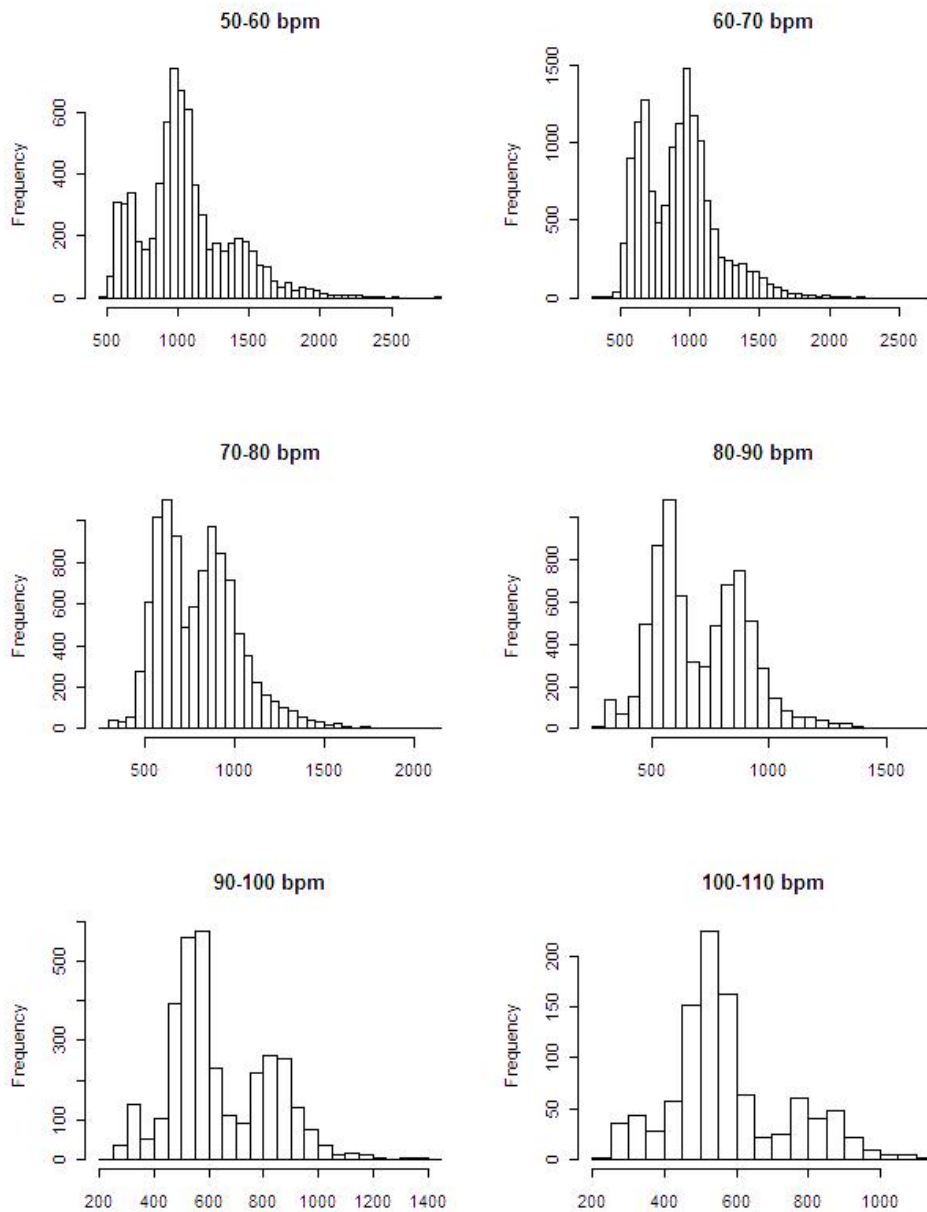 50-60 bpm
Frequency
0 200 400 600
500 1000 1500 2000 2500
60-70 bpm
Frequency
0 500 1000 1500
500 1000 1500 2000 2500
70-80 bpm
Frequency
0 200 400 600 800
500 1000 1500 2000
80-90 bpm
Frequency
0 200 400 600 800
500 1000 1500
90-100 bpm
Frequency
0 100 300 500
200 400 600 800 1000 1200 1400
100-110 bpm
Frequency
0 50 100 150 200
200 400 600 800 1000